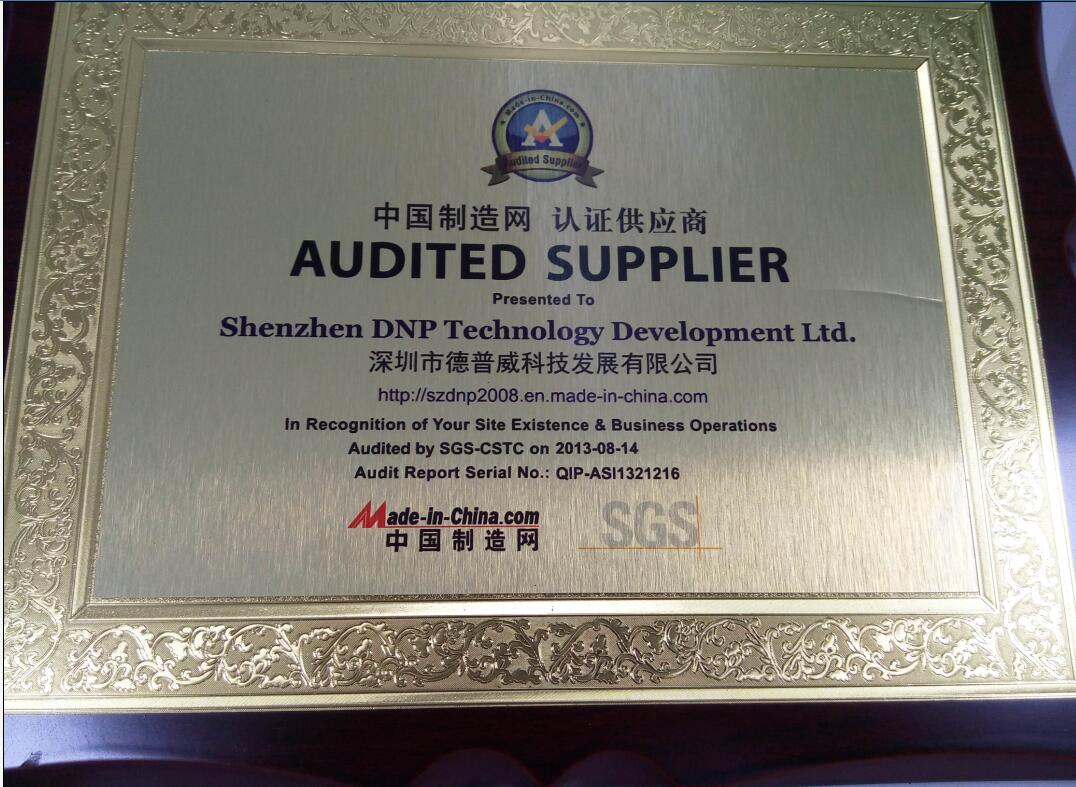 Made-in-China.com
A
Audited Supplier
中国制造网 认证供应商
AUDITED SUPPLIER
Presented To
Shenzhen DNP Technology Development Ltd.
深圳市德普威科技发展有限公司
http://szdnp2008.en.made-in-china.com
In Recognition of Your Site Existence & Business Operations
Audited by SGS-CSTC on 2013-08-14
Audit Report Serial No.: QIP-ASI1321216
Made-in-China.com
中国制造网
SGS